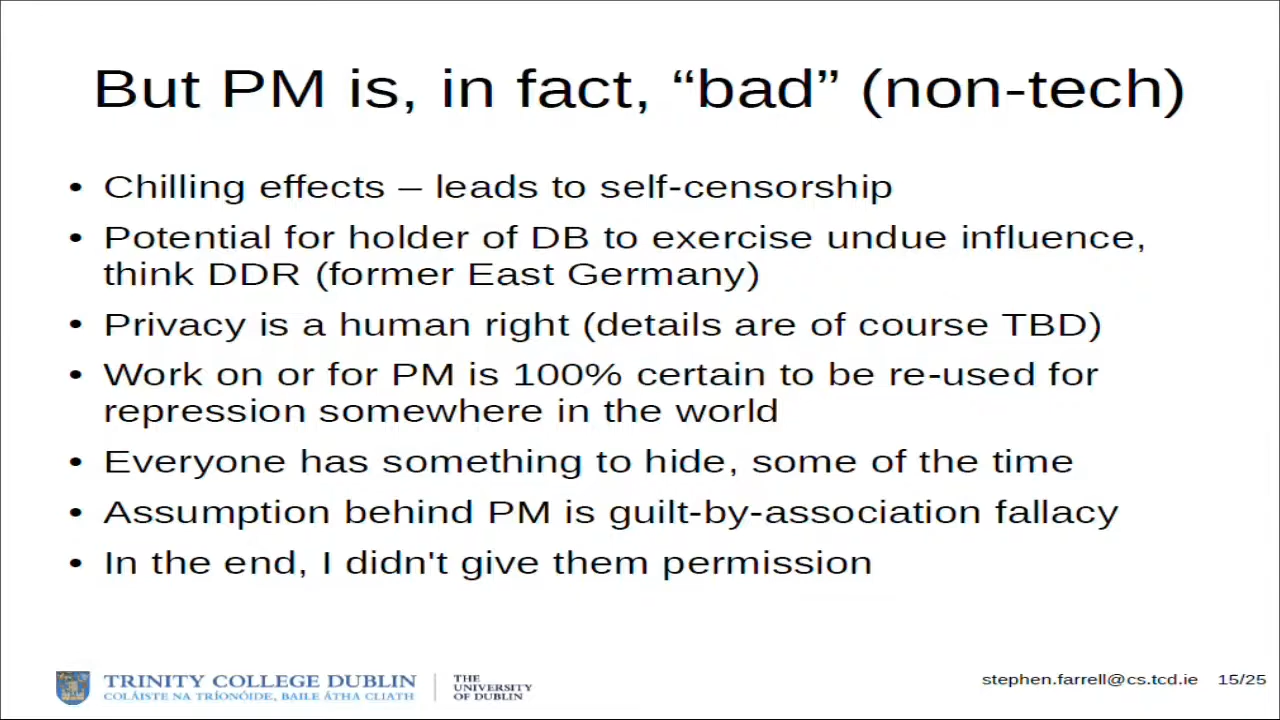 But PM is, in fact, “bad” (non-tech)
• Chilling effects – leads to self-censorship
• Potential for holder of DB to exercise undue influence,
think DDR (former East Germany)
• Privacy is a human right (details are of course TBD)
• Work on or for PM is 100% certain to be re-used for
repression somewhere in the world
• Everyone has something to hide, some of the time
• Assumption behind PM is guilt-by-association fallacy
• In the end, I didn't give them permission
TRINITY COLLEGE DUBLIN
COLÁISTE NA TRÍONÓIDE, BAILE ÁTHA CLIATH
THE
UNIVERSITY
OF DUBLIN
stephen.farrell@cs.tcd.ie 15/25